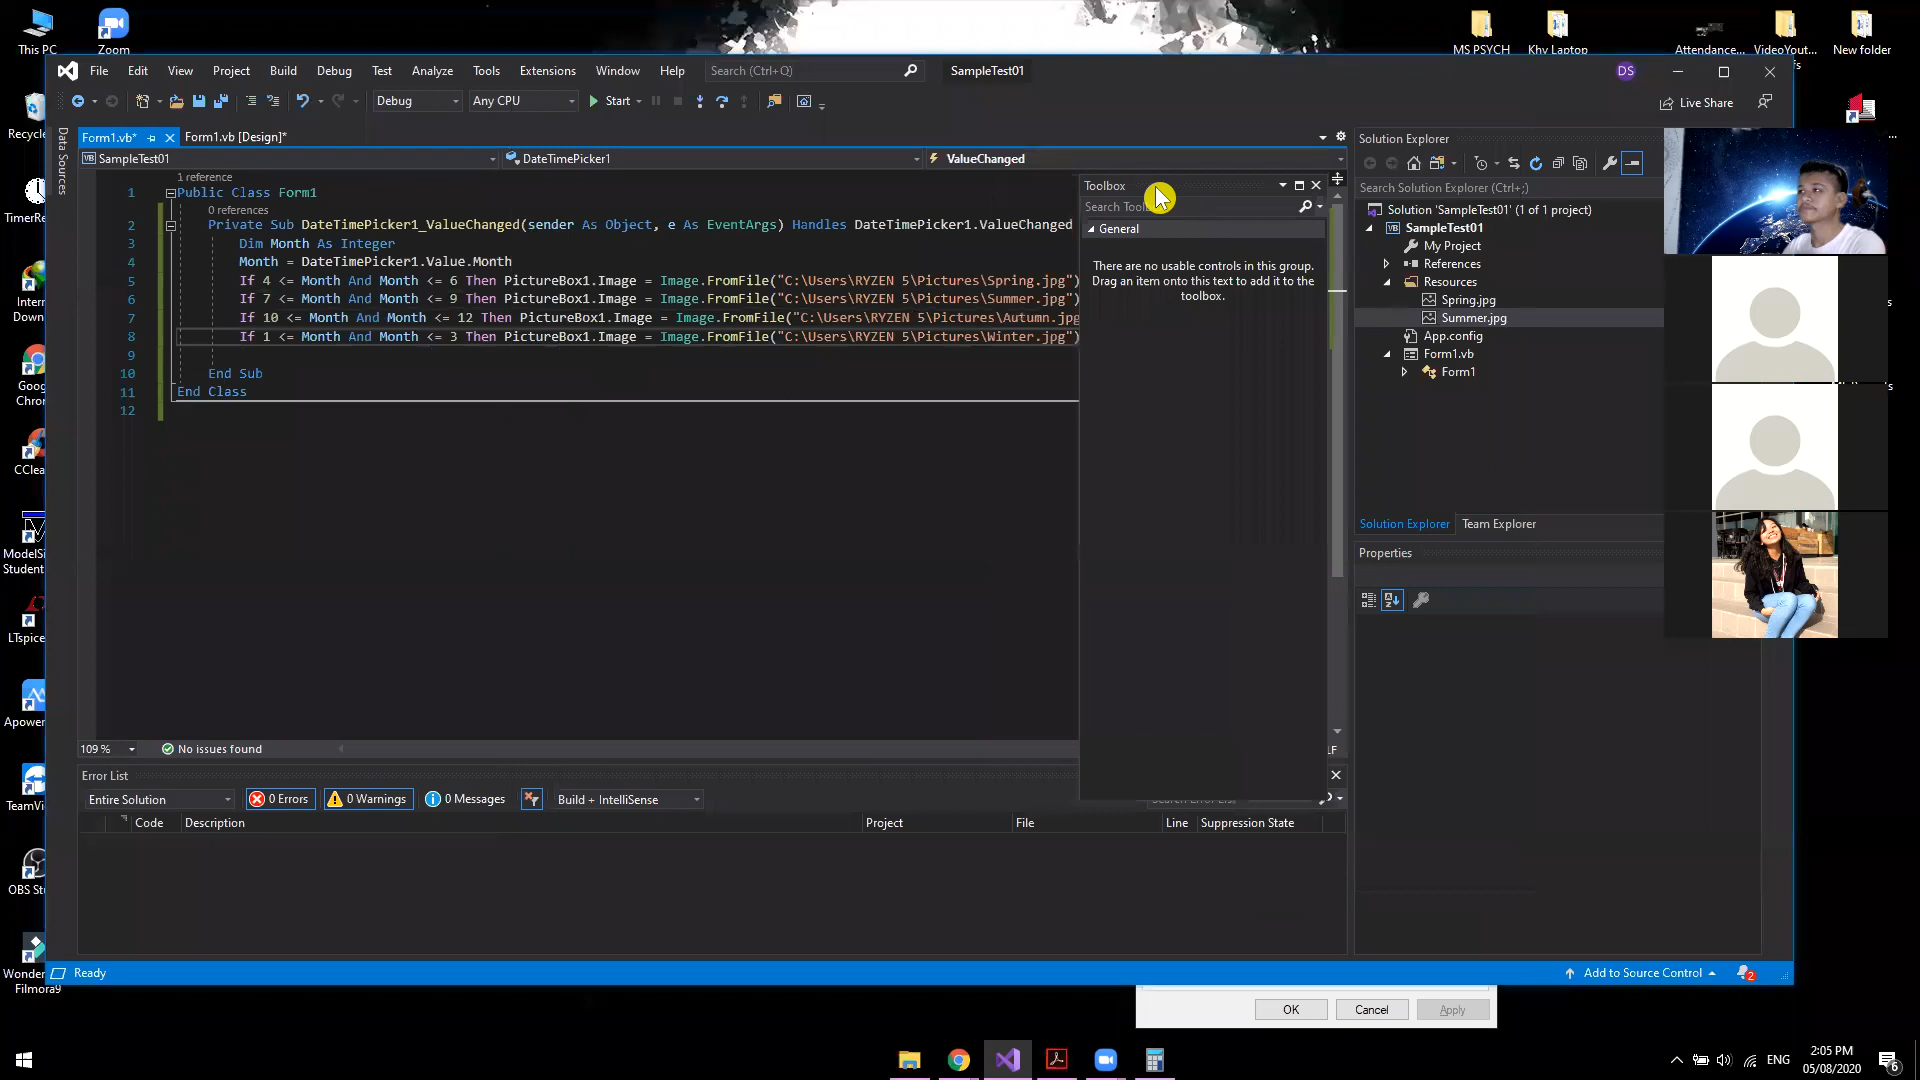 This PC
Zoom
MS PSYCH
Khv Laptop
Attendance...
VideoYout...
New folder
File Edit View Project Build Debug Test Analyze Tools Extensions Window Help Search (Ctrl+Q) SampleTest01 DS
Debug Any CPU Start Live Share
Form1.vb* Form1.vb [Design]*
Data Sources
SampleTest01 DateTimePicker1 ValueChanged
1 reference
1 Public Class Form1
0 references
2 Private Sub DateTimePicker1_ValueChanged(sender As Object, e As EventArgs) Handles DateTimePicker1.ValueChanged
3 Dim Month As Integer
4 Month = DateTimePicker1.Value.Month
5 If 4 <= Month And Month <= 6 Then PictureBox1.Image = Image.FromFile("C:\Users\RYZEN 5\Pictures\Spring.jpg")
6 If 7 <= Month And Month <= 9 Then PictureBox1.Image = Image.FromFile("C:\Users\RYZEN 5\Pictures\Summer.jpg")
7 If 10 <= Month And Month <= 12 Then PictureBox1.Image = Image.FromFile("C:\Users\RYZEN 5\Pictures\Autumn.jpg
8 If 1 <= Month And Month <= 3 Then PictureBox1.Image = Image.FromFile("C:\Users\RYZEN 5\Pictures\Winter.jpg")
9
10 End Sub
11 End Class
12
Toolbox
Search Tool
General
There are no usable controls in this group.
Drag an item onto this text to add it to the
toolbox.
Solution Explorer
Search Solution Explorer (Ctrl+;)
Solution 'SampleTest01' (1 of 1 project)
SampleTest01
My Project
References
Resources
Spring.jpg
Summer.jpg
App.config
Form1.vb
Form1
Solution Explorer Team Explorer
Properties
109 % No issues found
Error List
Entire Solution 0 Errors 0 Warnings 0 Messages Build + IntelliSense Search Error List
Code Description Project File Line Suppression State
Ready Add to Source Control 2
OK Cancel Apply
Recycle
TimerRe
Intern
Down
Goog
Chro
CClea
ModelSi
Student
LTspice
Apower
TeamVi
OBS Stu
Wonder
Filmora9
ENG
2:05 PM
05/08/2020
6